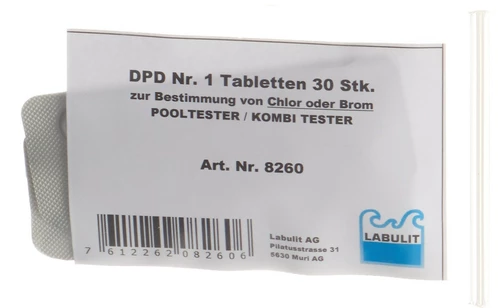 DPD Nr. 1 Tabletten 30 Stk.
zur Bestimmung von Chlor oder Brom
POOLTESTER / KOMBI TESTER
Art. Nr. 8260
Labulit AG
Pilatusstrasse 31
5630 Muri AG
LABULIT
7 612262 082606